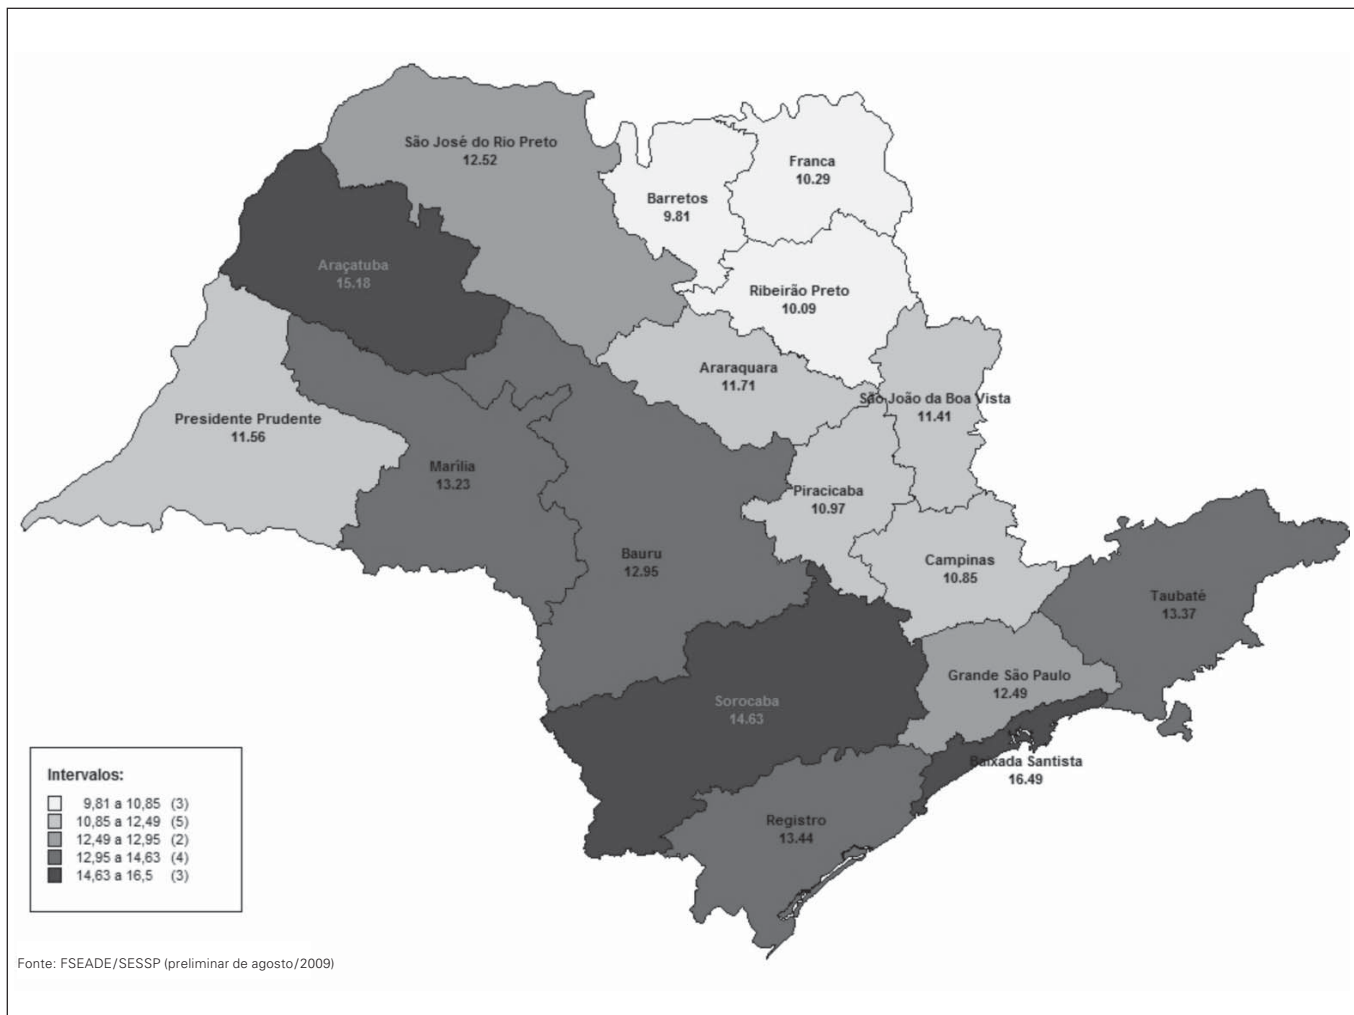 São José do Rio Preto
12.52
Franca
10.29
Barretos
9.81
Araçatuba
15.18
Ribeirão Preto
10.09
Araraquara
11.71
São João da Boa Vista
11.41
Presidente Prudente
11.56
Marília
13.23
Piracicaba
10.97
Bauru
12.95
Campinas
10.85
Taubaté
13.37
Grande São Paulo
12.49
Sorocaba
14.63
Baixada Santista
16.49
Registro
13.44
Intervalos:
9,81 a 10,85 (3)
10,85 a 12,49 (5)
12,49 a 12,95 (2)
12,95 a 14,63 (4)
14,63 a 16,5 (3)
Fonte: FSEADE/SESSP (preliminar de agosto/2009)